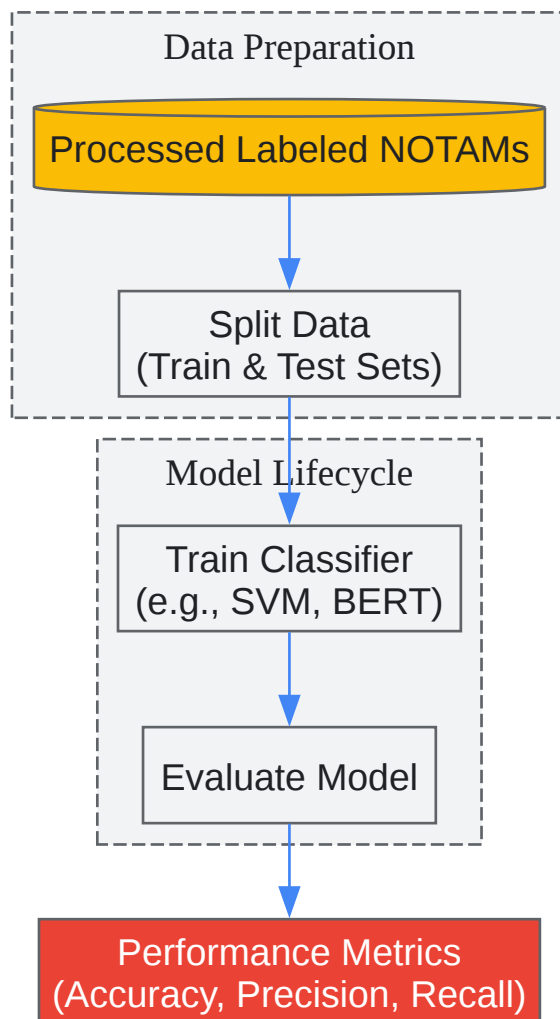 Data Preparation
Processed Labeled NOTAMs
Split Data
(Train & Test Sets)
Model Lifecycle
Train Classifier
(e.g., SVM, BERT)
Evaluate Model
Performance Metrics
(Accuracy, Precision, Recall)